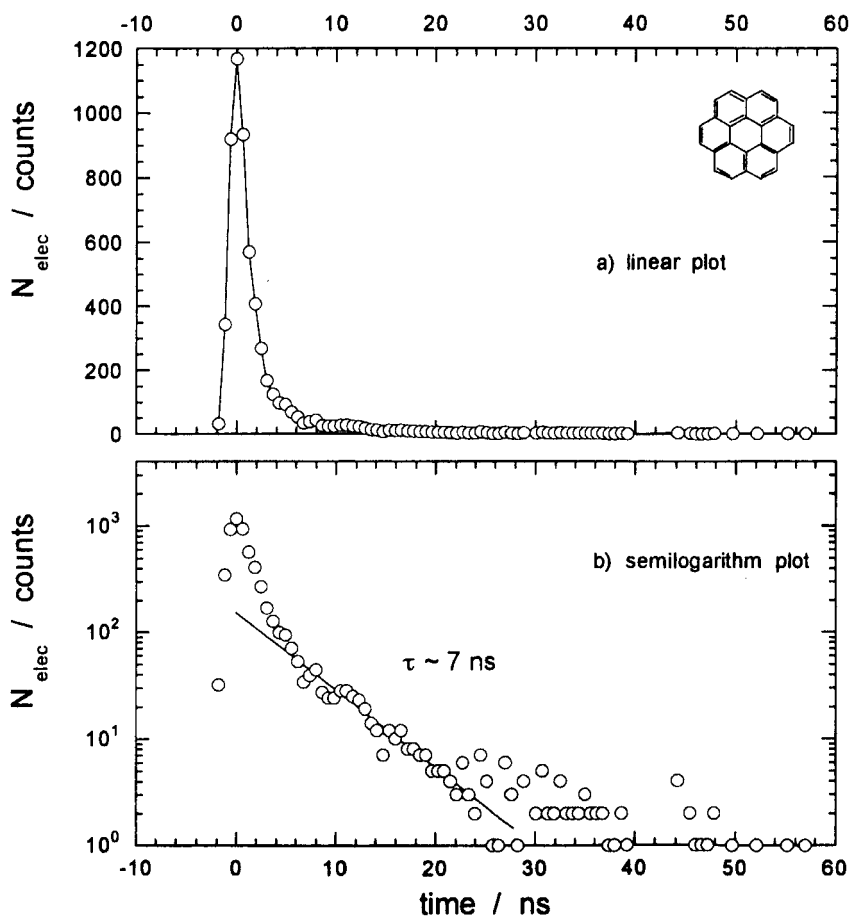 -10 0 10 20 30 40 50 60
1200
1000
800
600
400
200
0
N elec / counts
a) linear plot
10³
10²
10¹
10⁰
N elec / counts
b) semilogarithm plot
τ ~ 7 ns
-10 0 10 20 30 40 50 60
time / ns